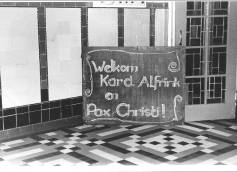 Welkom
Kard. Alfrink
en
Pax Christi!